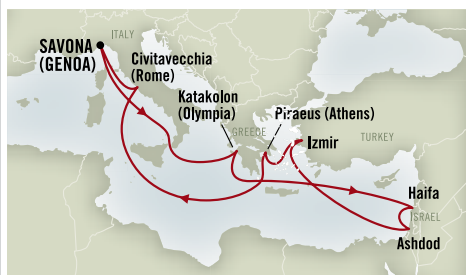 ITALY
SAVONA
(GENOA)
Civitavecchia
(Rome)
Katakolon
(Olympia)
Piraeus (Athens)
GREECE
Izmir
TURKEY
Haifa
ISRAEL
Ashdod